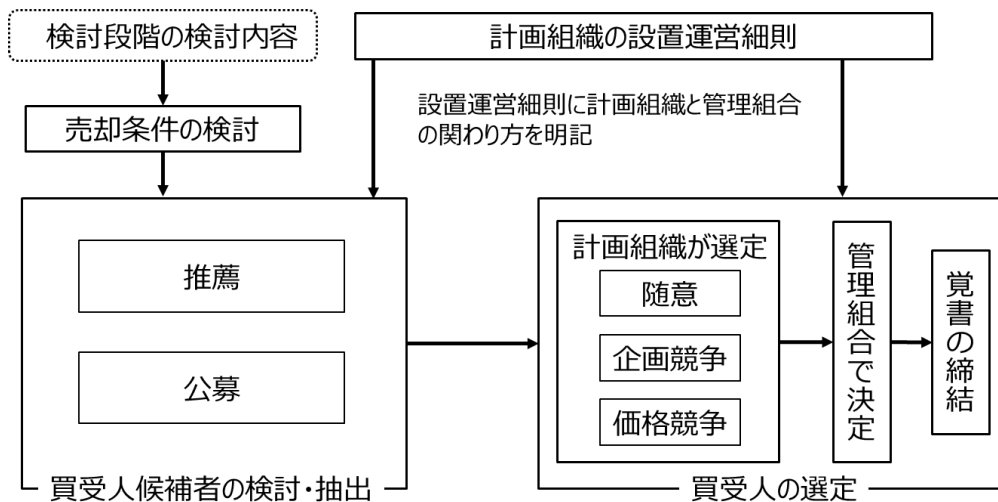 検討段階の検討内容
計画組織の設置運営細則
設置運営細則に計画組織と管理組合
の関わり方を明記
売却条件の検討
推薦
公募
買受人候補者の検討・抽出
計画組織が選定
随意
企画競争
価格競争
管理組合で決定
覚書の締結
買受人の選定